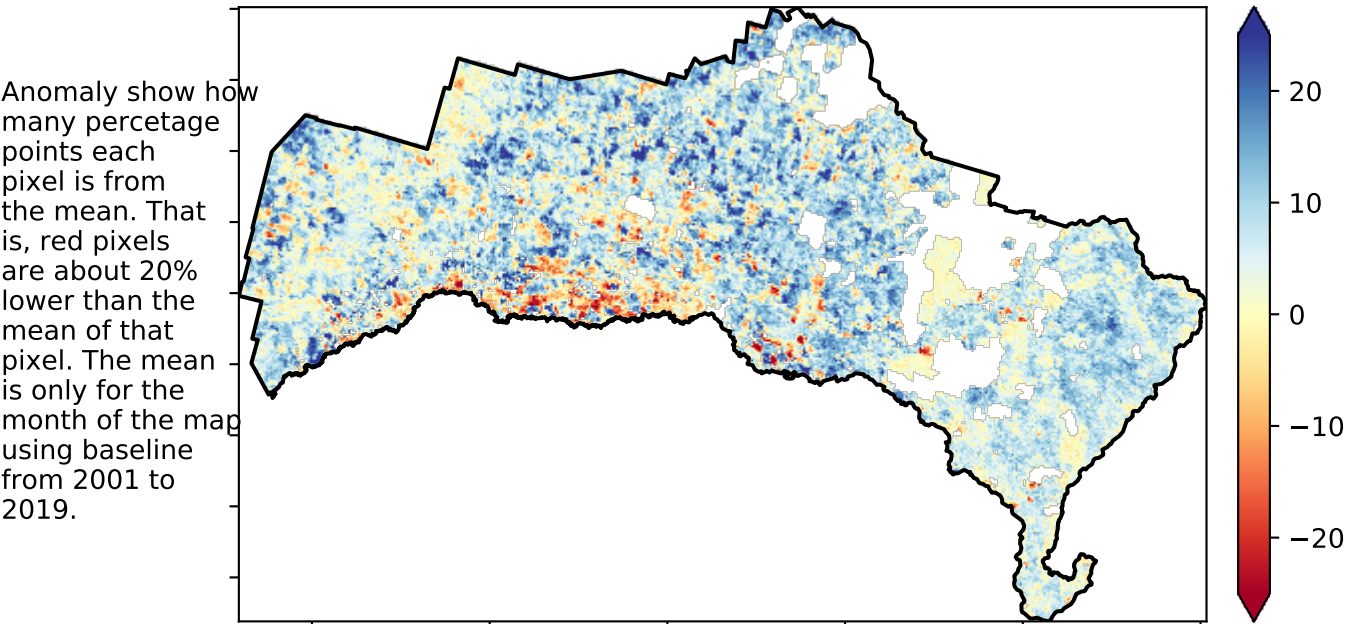 Anomaly show how
many percetage
points each
pixel is from
the mean. That
is, red pixels
are about 20%
lower than the
mean of that
pixel. The mean
is only for the
month of the map
using baseline
from 2001 to
2019.
20
10
0
−10
−20